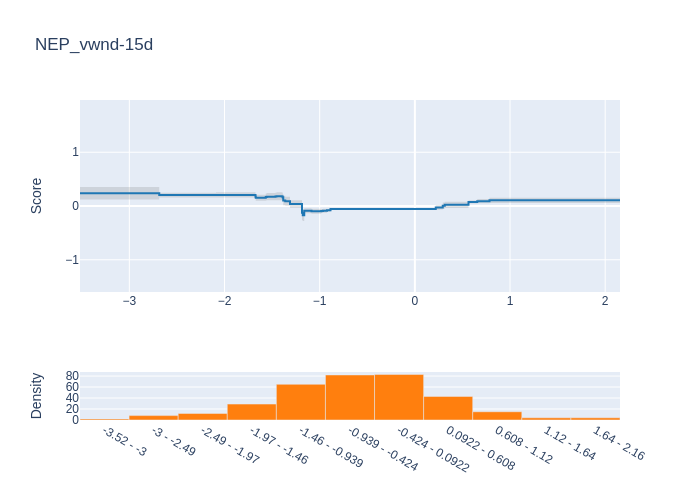 NEP_vwnd-15d
Score
1
0
−1
−3
−2
−1
0
1
2
Density
80
60
40
20
0
-3.52 - -3
-3 - -2.49
-2.49 - -1.97
-1.97 - -1.46
-1.46 - -0.939
-0.939 - -0.424
-0.424 - 0.0922
0.0922 - 0.608
0.608 - 1.12
1.12 - 1.64
1.64 - 2.16